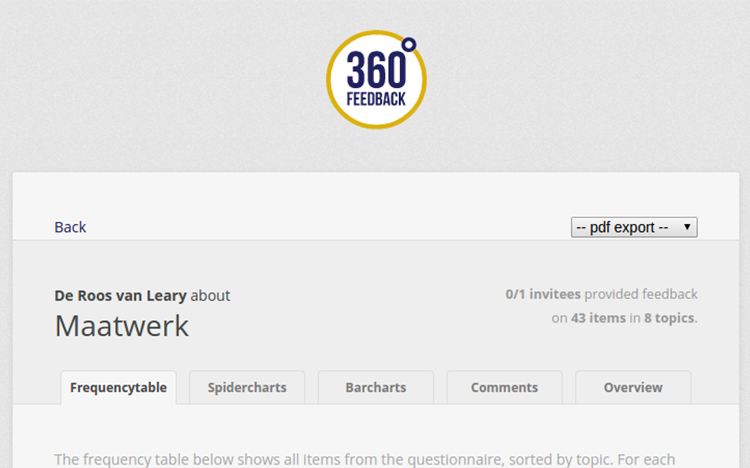 360°
FEEDBACK
Back
-- pdf export --
De Roos van Leary about
Maatwerk
0/1 invitees provided feedback
on 43 items in 8 topics.
Frequencytable
Spidercharts
Barcharts
Comments
Overview
The frequency table below shows all items from the questionnaire, sorted by topic. For each